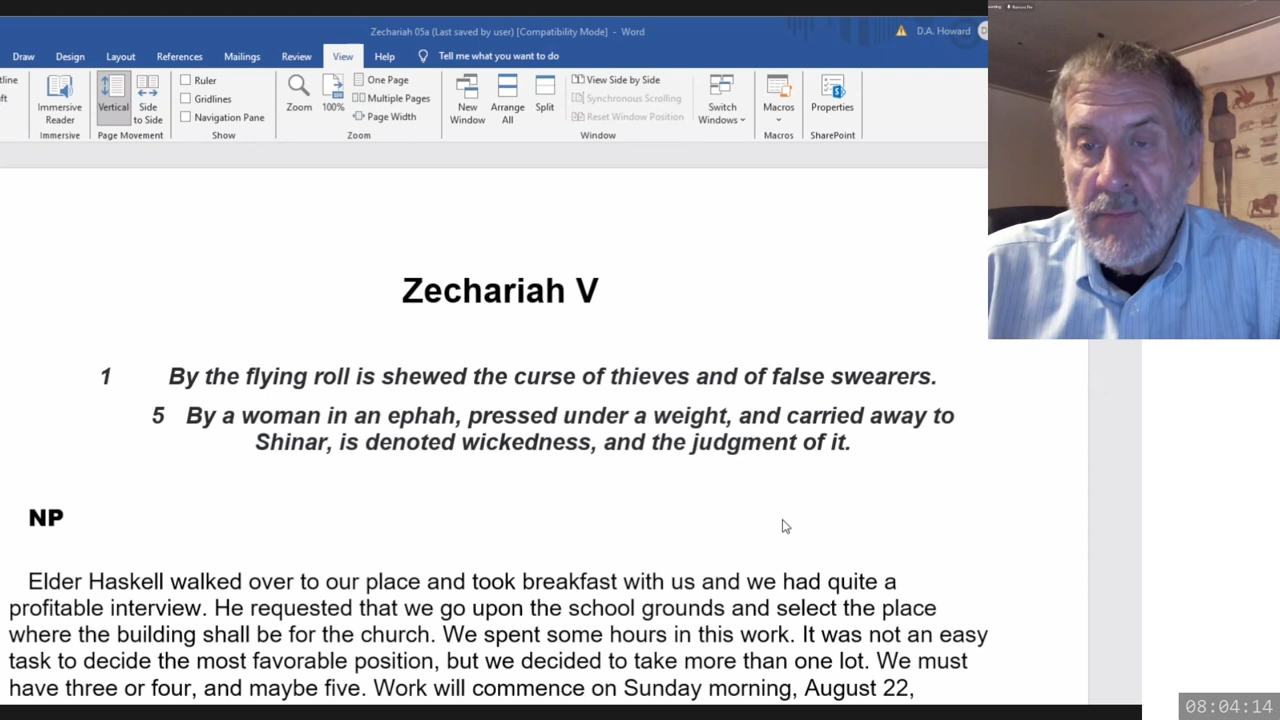 Zechariah 05a (Last saved by user) [Compatibility Mode] - Word
D.A. Howard
Draw Design Layout References Mailings Review View Help Tell me what you want to do
Immersive Reader
Vertical
Side to Side
Ruler
Gridlines
Navigation Pane
Zoom
100%
One Page
Multiple Pages
Page Width
New Window
Arrange All
Split
View Side by Side
Synchronous Scrolling
Reset Window Position
Switch Windows
Macros
Properties
Immersive
Page Movement
Show
Zoom
Window
Macros
SharePoint
Zechariah V
1 By the flying roll is shewed the curse of thieves and of false swearers.
5 By a woman in an ephah, pressed under a weight, and carried away to
Shinar, is denoted wickedness, and the judgment of it.
NP
Elder Haskell walked over to our place and took breakfast with us and we had quite a
profitable interview. He requested that we go upon the school grounds and select the place
where the building shall be for the church. We spent some hours in this work. It was not an easy
task to decide the most favorable position, but we decided to take more than one lot. We must
have three or four, and maybe five. Work will commence on Sunday morning, August 22,
08:04:14